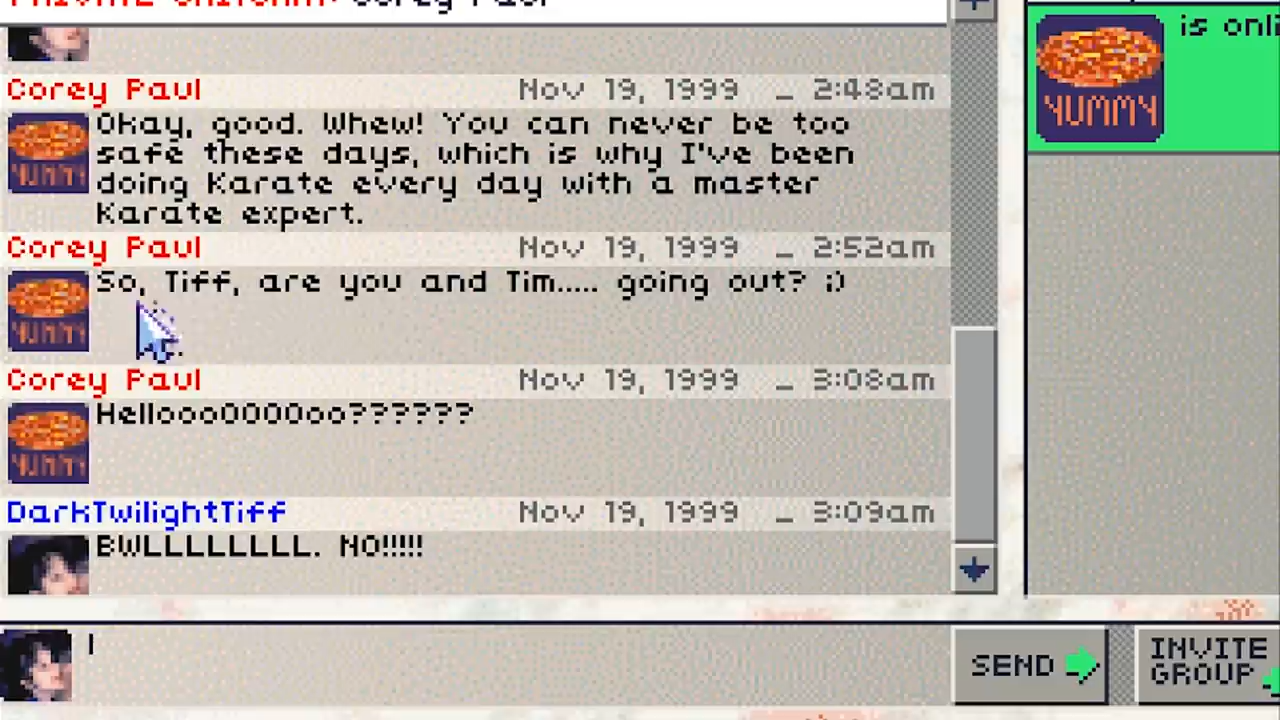 Corey Paul
Corey Paul Nov 19, 1999 _ 2:48am
Okay, good. Whew! You can never be too
safe these days, which is why I've been
doing Karate every day with a master
Karate expert.
YUMMY
Corey Paul Nov 19, 1999 _ 2:52am
So, Tiff, are you and Tim..... going out? ;)
YUMMY
Corey Paul Nov 19, 1999 _ 3:08am
Hellooo0000oo??????
YUMMY
DarkTwilightTiff Nov 19, 1999 _ 3:09am
BWLLLLLLLL. NO!!!!!
SEND
INVITE
GROUP
is onli
YUMMY